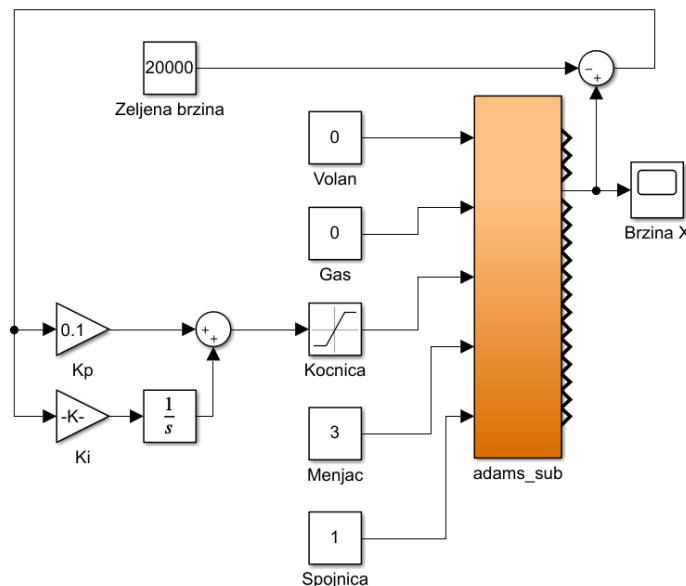 20000
Zeljena brzina
−
+
0
Volan
Brzina X
0
Gas
0.1
Kp
+
+
Kocnica
-K-
Ki
1
s
3
Menjac
adams_sub
1
Spojnica